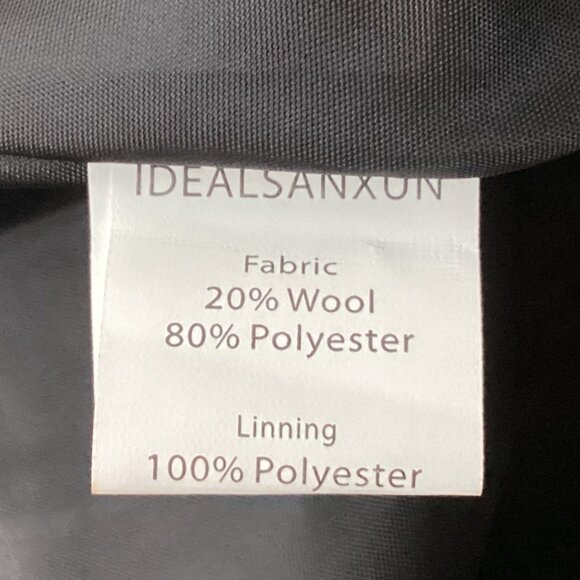 IDEALSANXUN
Fabric
20% Wool
80% Polyester
Linning
100% Polyester